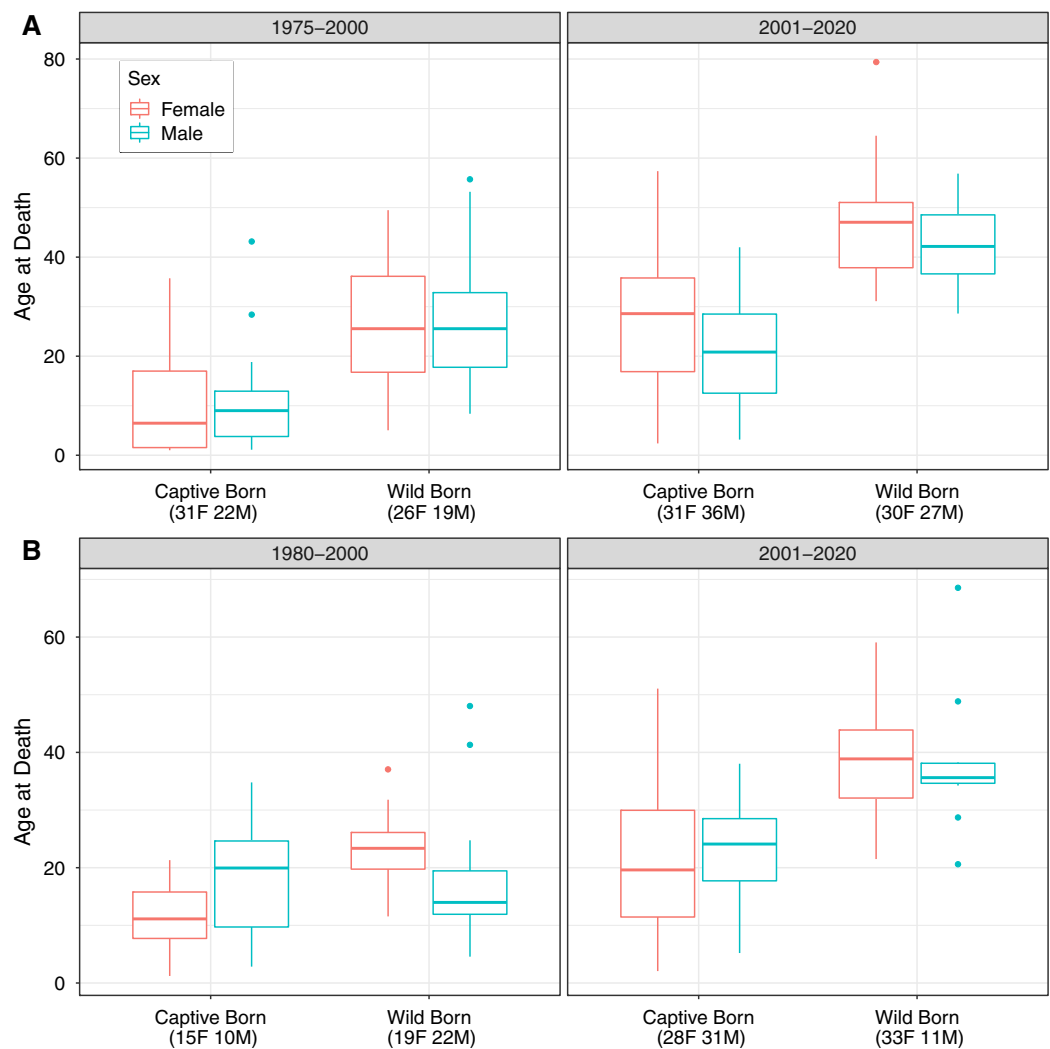 A
1975–2000
2001–2020
Age at Death
80
60
40
20
0
Sex
Female
Male
Captive Born
(31F 22M)
Wild Born
(26F 19M)
Captive Born
(31F 36M)
Wild Born
(30F 27M)
B
1980–2000
2001–2020
Age at Death
60
40
20
0
Captive Born
(15F 10M)
Wild Born
(19F 22M)
Captive Born
(28F 31M)
Wild Born
(33F 11M)